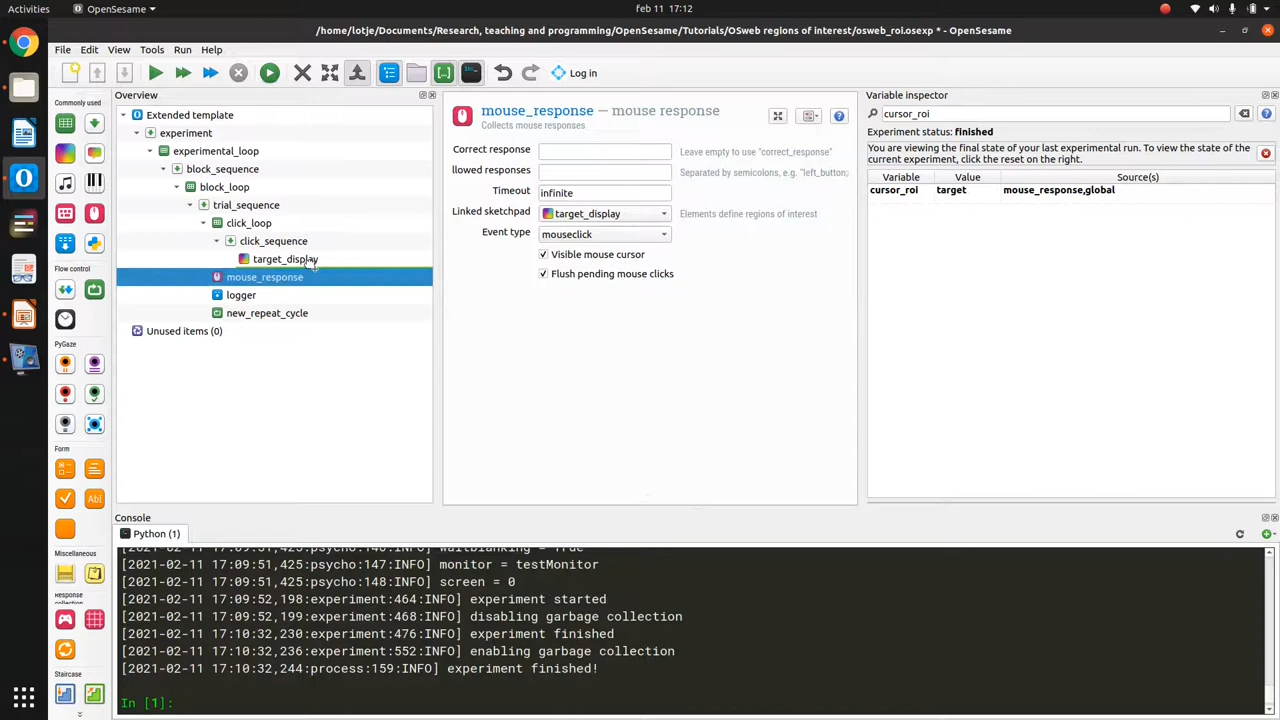 Activities
OpenSesame
feb 11 17:12
/home/lotje/Documents/Research, teaching and programming/OpenSesame/Tutorials/OSweb regions of interest/osweb_roi.osexp * - OpenSesame
File Edit View Tools Run Help
Log in
Overview
Commonly used
Flow control
PyGaze
Form
Miscellaneous
Response
collection
Staircase
Extended template
experiment
experimental_loop
block_sequence
block_loop
trial_sequence
click_loop
click_sequence
target_display
mouse_response
logger
new_repeat_cycle
Unused items (0)
mouse_response — mouse response
Collects mouse responses
Correct response
Leave empty to use "correct_response"
llowed responses
Separated by semicolons, e.g. "left_button;
Timeout infinite
Linked sketchpad target_display Elements define regions of interest
Event type mouseclick
Visible mouse cursor
Flush pending mouse clicks
Variable inspector
cursor_roi
Experiment status: finished
You are viewing the final state of your last experimental run. To view the state of the
current experiment, click the reset on the right.
Variable Value Source(s)
cursor_roi target mouse_response,global
Console
Python (1)
[2021-02-11 17:09:52,425:psycho:147:INFO] monitor = testMonitor
[2021-02-11 17:09:51,425:psycho:148:INFO] screen = 0
[2021-02-11 17:09:52,198:experiment:464:INFO] experiment started
[2021-02-11 17:09:52,199:experiment:468:INFO] disabling garbage collection
[2021-02-11 17:10:32,230:experiment:476:INFO] experiment finished
[2021-02-11 17:10:32,236:experiment:552:INFO] enabling garbage collection
[2021-02-11 17:10:32,244:process:159:INFO] experiment finished!
In [1]:
Abl